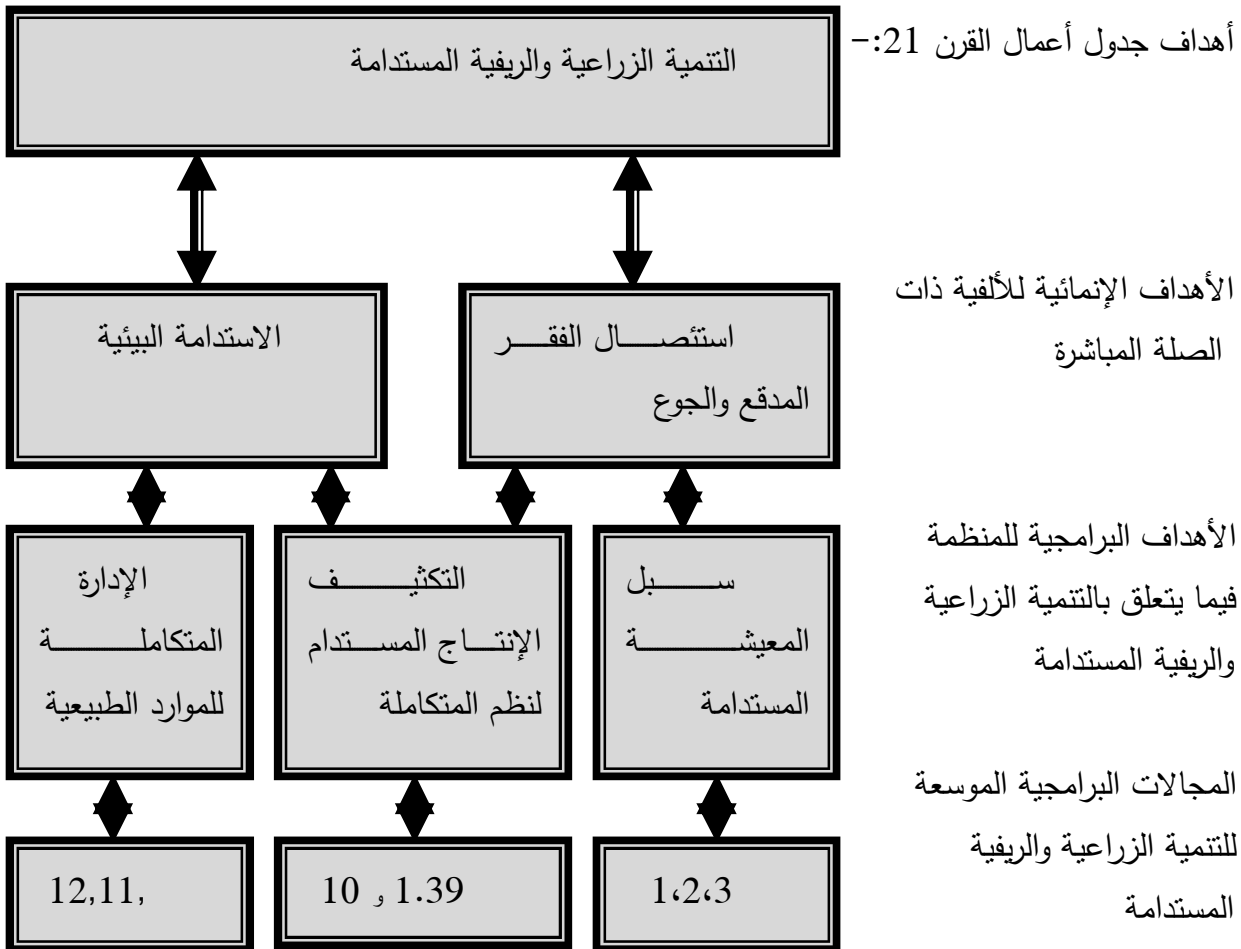 أهداف جدول أعمال القرن 21:-
التنمية الزراعية والريفية المستدامة
الأهداف الإنمائية للألفية ذات
الصلة المباشرة
استئصال الفقر
المدقع والجوع
الاستدامة البيئية
الأهداف البرامجية للمنظمة
فيما يتعلق بالتنمية الزراعية
والريفية المستدامة
سبل
المعيشة
المستدامة
التكثيف
الإنتاج المستدام
لنظم المتكاملة
الإدارة
المتكاملة
للموارد الطبيعية
المجالات البرامجية الموسعة
للتنمية الزراعية والريفية
المستدامة
1،2،3
1.39 و 10
12,11,